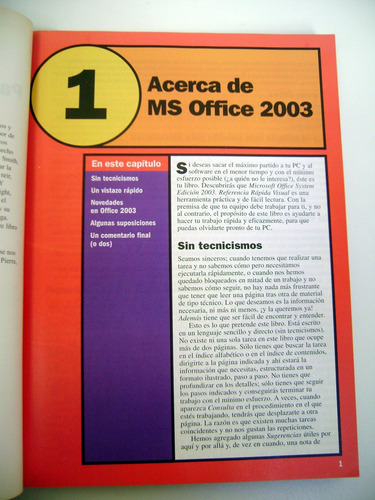 1
Acerca de
MS Office 2003
En este capítulo
Sin tecnicismos
Un vistazo rápido
Novedades
en Office 2003
Algunas suposiciones
Un comentario final
(o dos)
Si deseas sacar el máximo partido a tu PC y al
software en el menor tiempo y con el mínimo
esfuerzo posible (¿a quién no le interesa?), éste es
tu libro. Descubrirás que Microsoft Office System
Edición 2003. Referencia Rápida Visual es una
herramienta práctica y de fácil lectura. Con la
premisa de que tu equipo debe trabajar para ti, y no
al contrario, el propósito de este libro es ayudarte a
hacer tu trabajo rápida y eficazmente, para que
puedas olvidarte pronto de tu PC.
Sin tecnicismos
Seamos sinceros; cuando tenemos que realizar una
tarea y no sabemos cómo pero necesitamos
ejecutarla rápidamente, o cuando nos hemos
quedado bloqueados en mitad de un trabajo y no
sabemos cómo seguir, no hay nada más frustrante
que tener que leer una página tras otra de material
de tipo técnico. Lo que deseamos es la información
necesaria, ni más ni menos, ¡y la queremos ya!
Además tiene que ser fácil de encontrar y entender.
Esto es lo que pretende este libro. Está escrito
en un lenguaje sencillo y directo (sin tecnicismos).
No existe ni una sola tarea en este libro que ocupe
más de dos páginas. Sólo tienes que buscar la tarea
en el índice alfabético o en el índice de contenidos,
dirigirte a la página indicada y ahí estará la
información que necesitas, estructurada en un
formato ilustrado, paso a paso. No tienes que
profundizar en los detalles; sólo tienes que seguir
los pasos indicados y conseguirás terminar tu
trabajo con el mínimo esfuerzo. A veces, cuando
aparezca Consulta en el procedimiento en el que
estés trabajando, tendrás que desplazarte a otra
página. La razón es que existen muchas tareas
coincidentes y no nos gustan las repeticiones.
Hemos agregado algunas Sugerencias útiles por
aquí y por allá y, de vez en cuando, una nota de
1